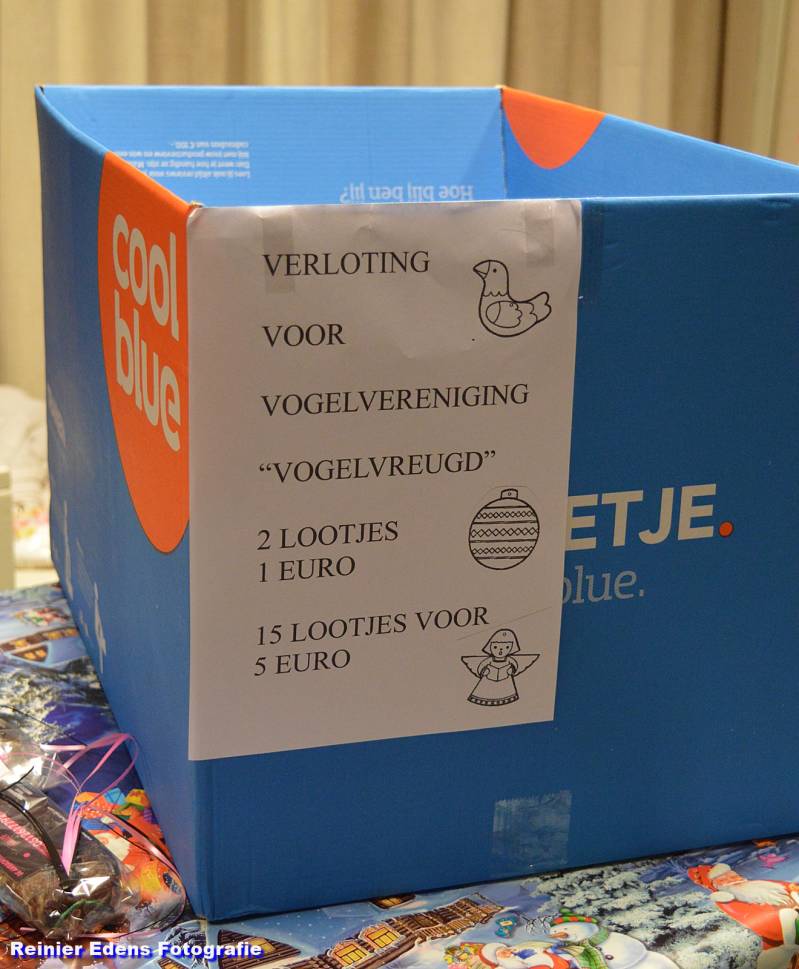 VERLOTING
VOOR
VOGELVERENIGING
“VOGELVREUGD”
2 LOOTJES
1 EURO
15 LOOTJES VOOR
5 EURO
cool
blue
ETJE.
blue.
Hoe blij ben jij?
Reinier Edens Fotografie